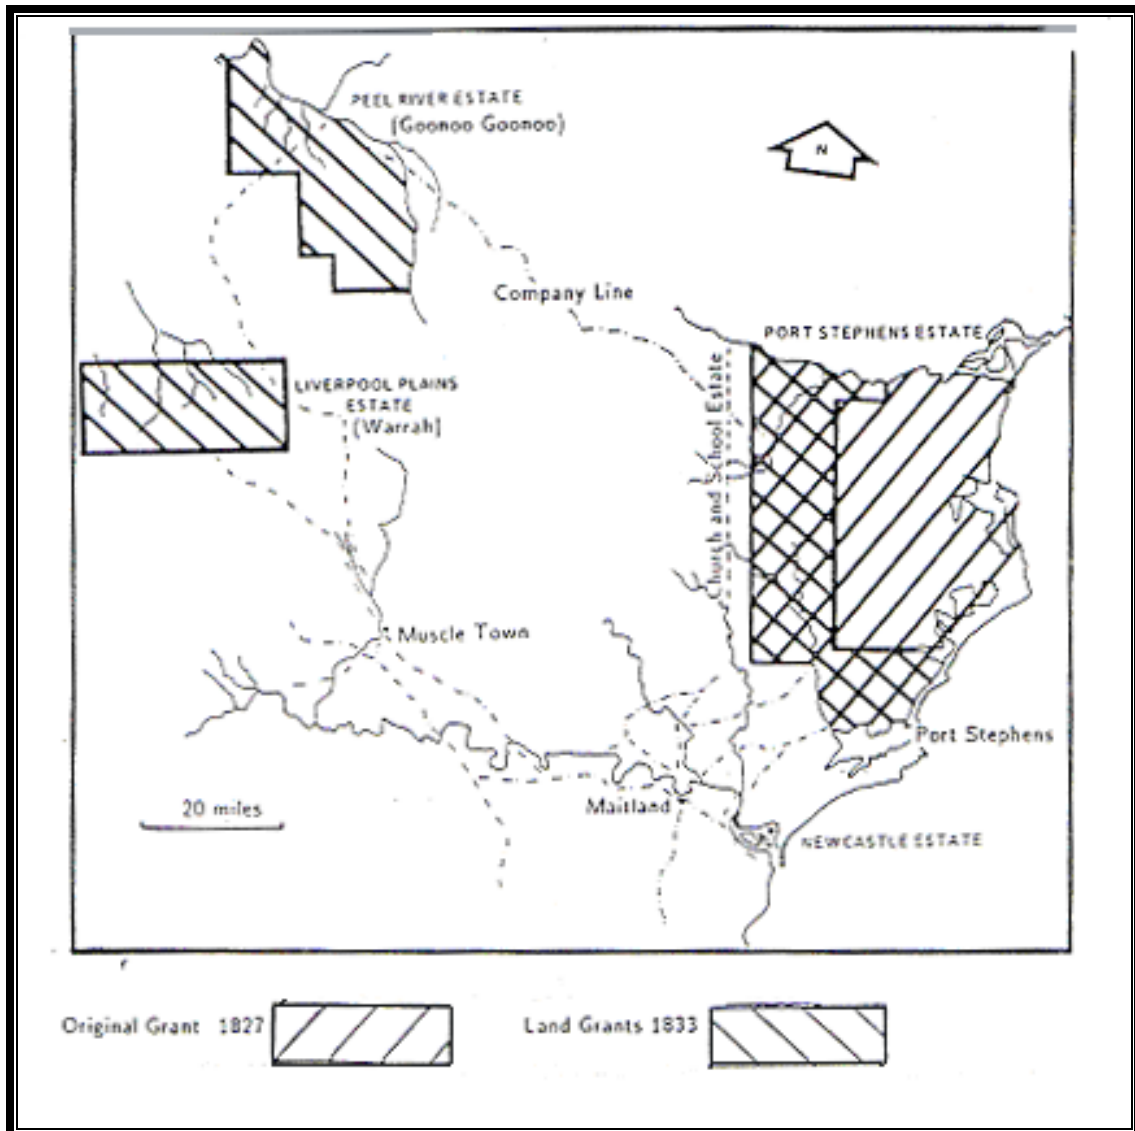 PEEL RIVER ESTATE
(Goonoo Goonoo)
N
Company Line
PORT STEPHENS ESTATE
Church and School Estate
LIVERPOOL PLAINS
ESTATE
(Warrah)
Muscle Town
Port Stephens
20 miles
Maitland
NEWCASTLE ESTATE
Original Grant 1827
Land Grants 1833